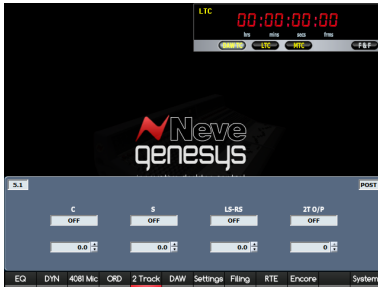 LTC
00:00:00:00
hrs mins secs frms
DAW TC LTC MTC F & F
Neve
genesys
5.1 POST
C S LS-RS 2T O/P
OFF OFF OFF OFF
0.0 0.0 0.0 0
EQ DYN 4081 Mic ORD 2 Track DAW Settings Filing RTE Encore System